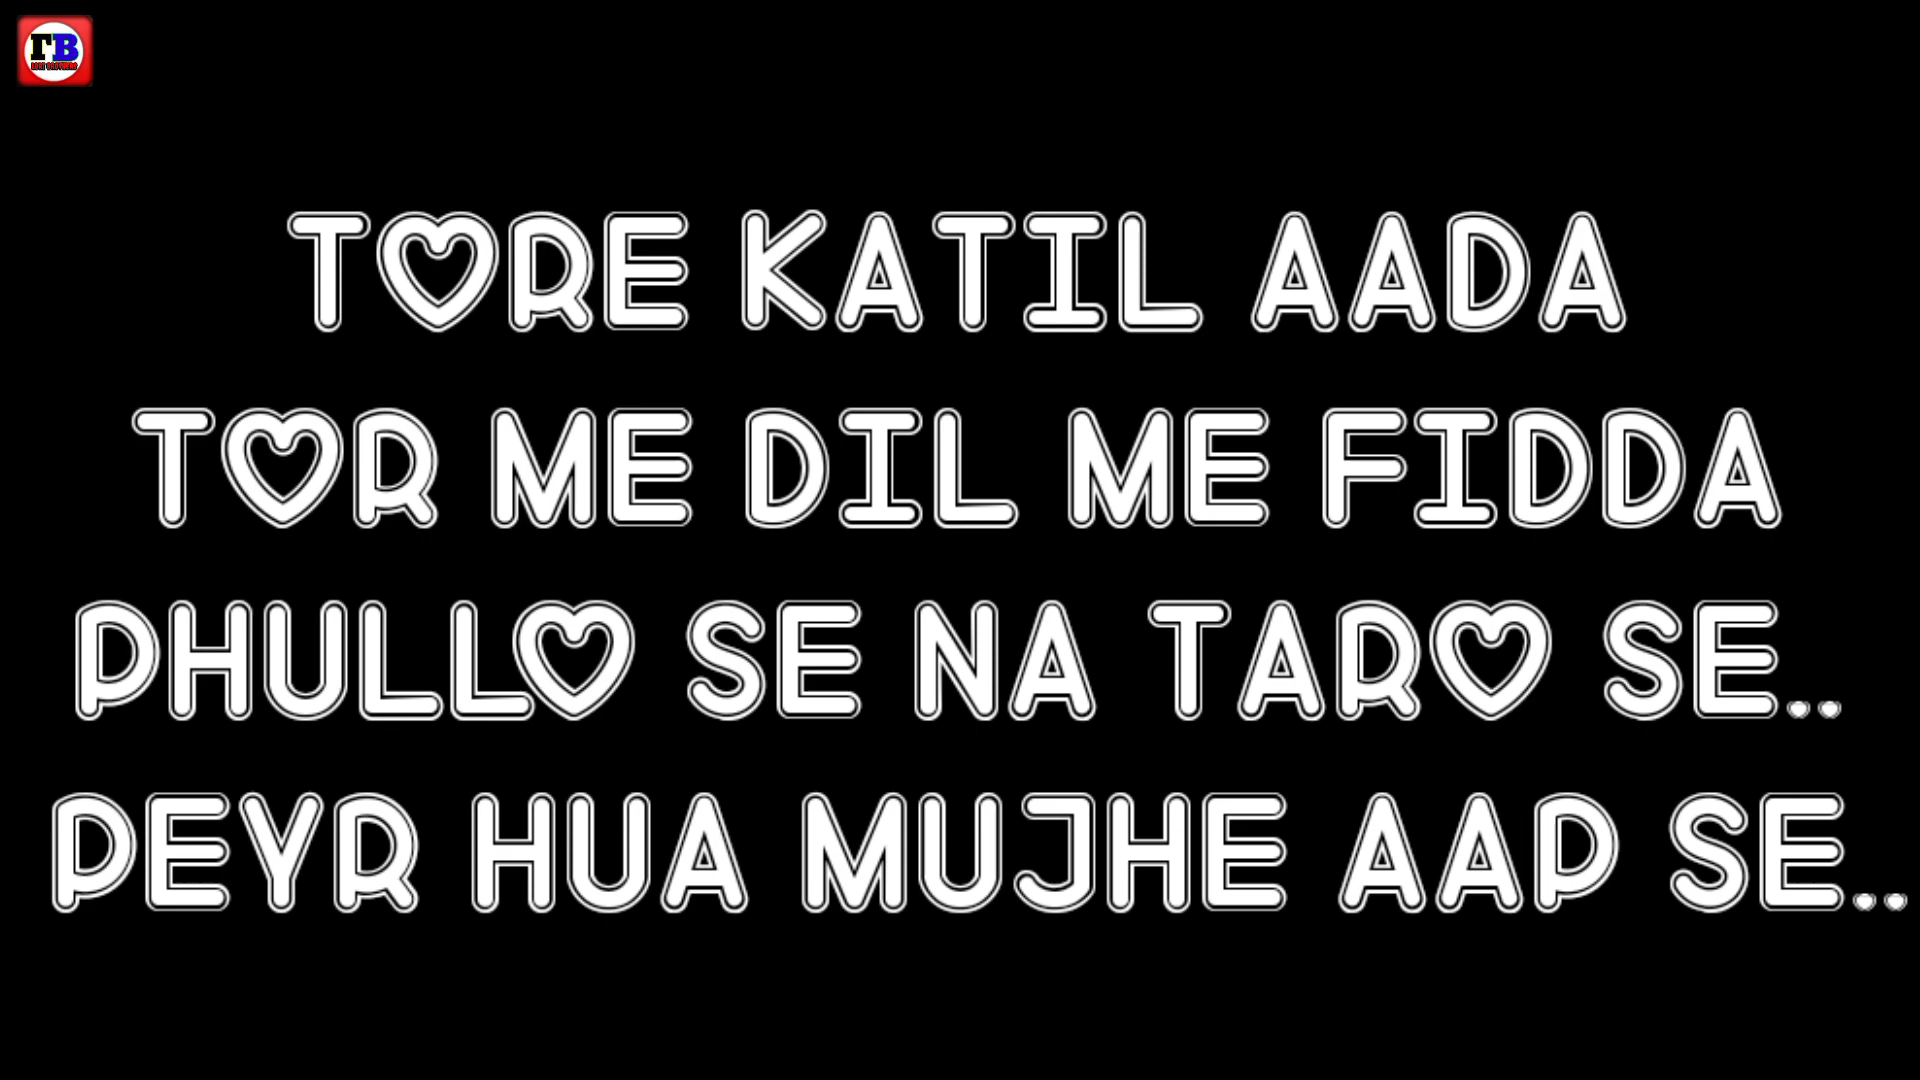 TORE KATIL AADA
TOR ME DIL ME FIDDA
PHULLO SE NA TARO SE..
PEYR HUA MUJHE AAP SE..